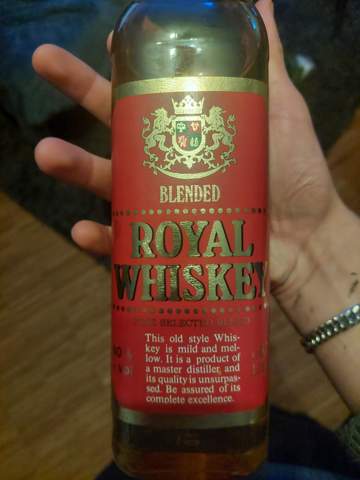 BLENDED
ROYAL
WHISKEY
This old style Whis-
key is mild and mel-
low. It is a product of
a master distiller, and
its quality is unsurpas-
sed. Be assured of its
complete excellence.